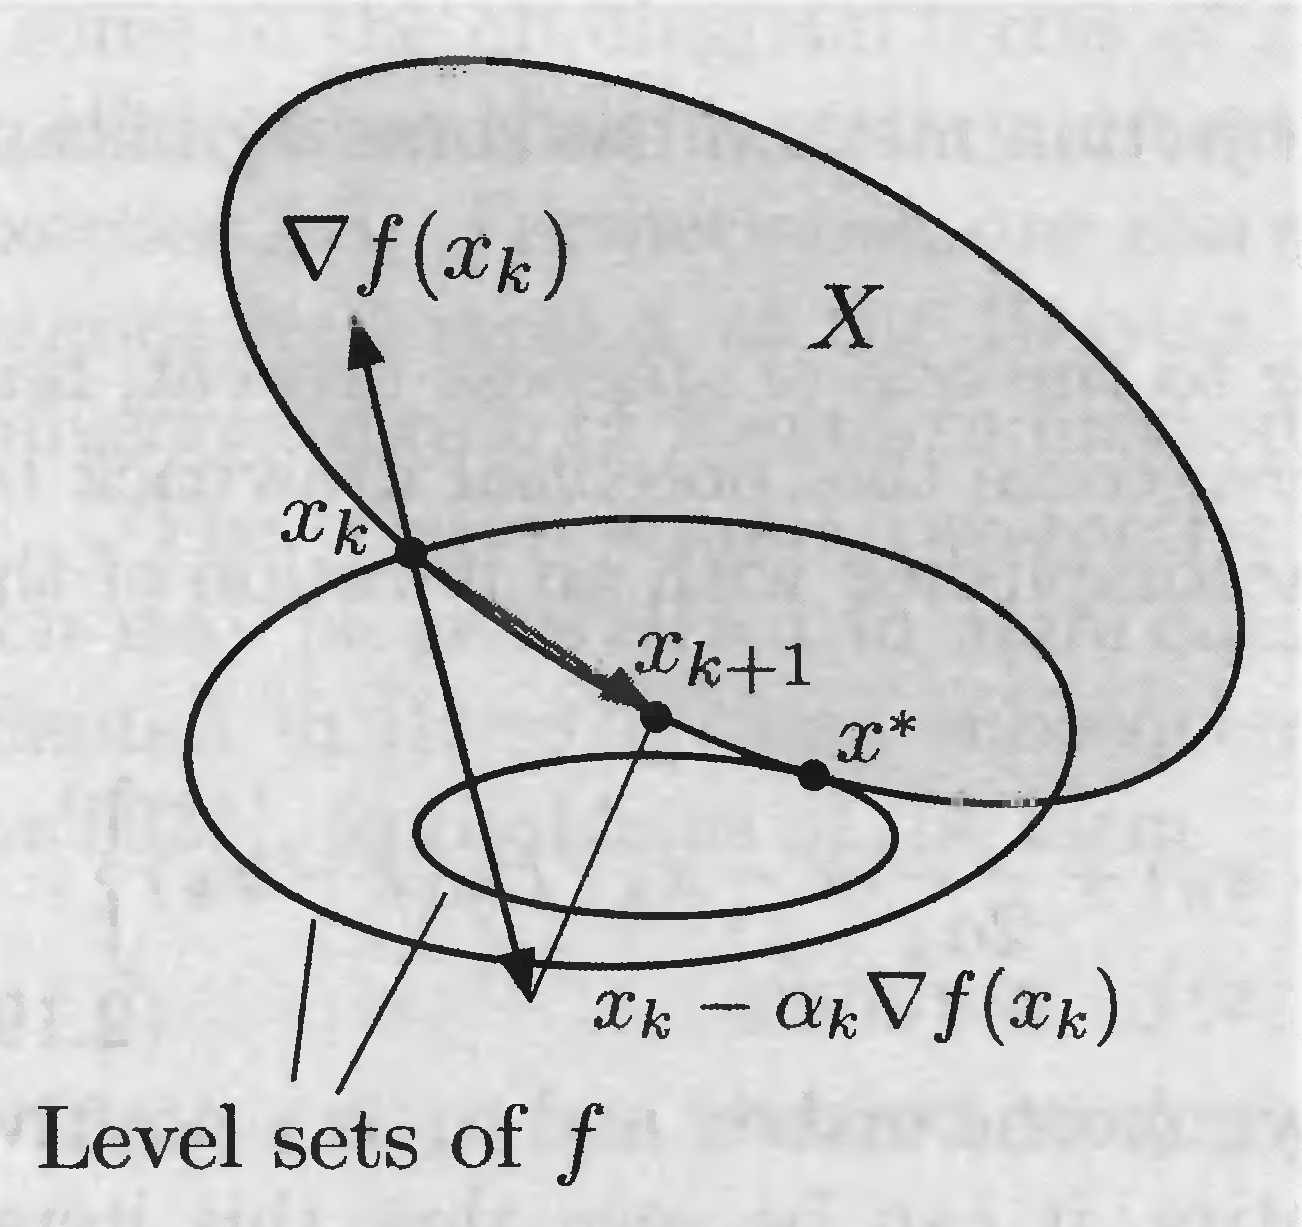 ∇f(x_k)
X
x_k
x_{k+1}
x*
x_k − α_k∇f(x_k)
Level sets of f